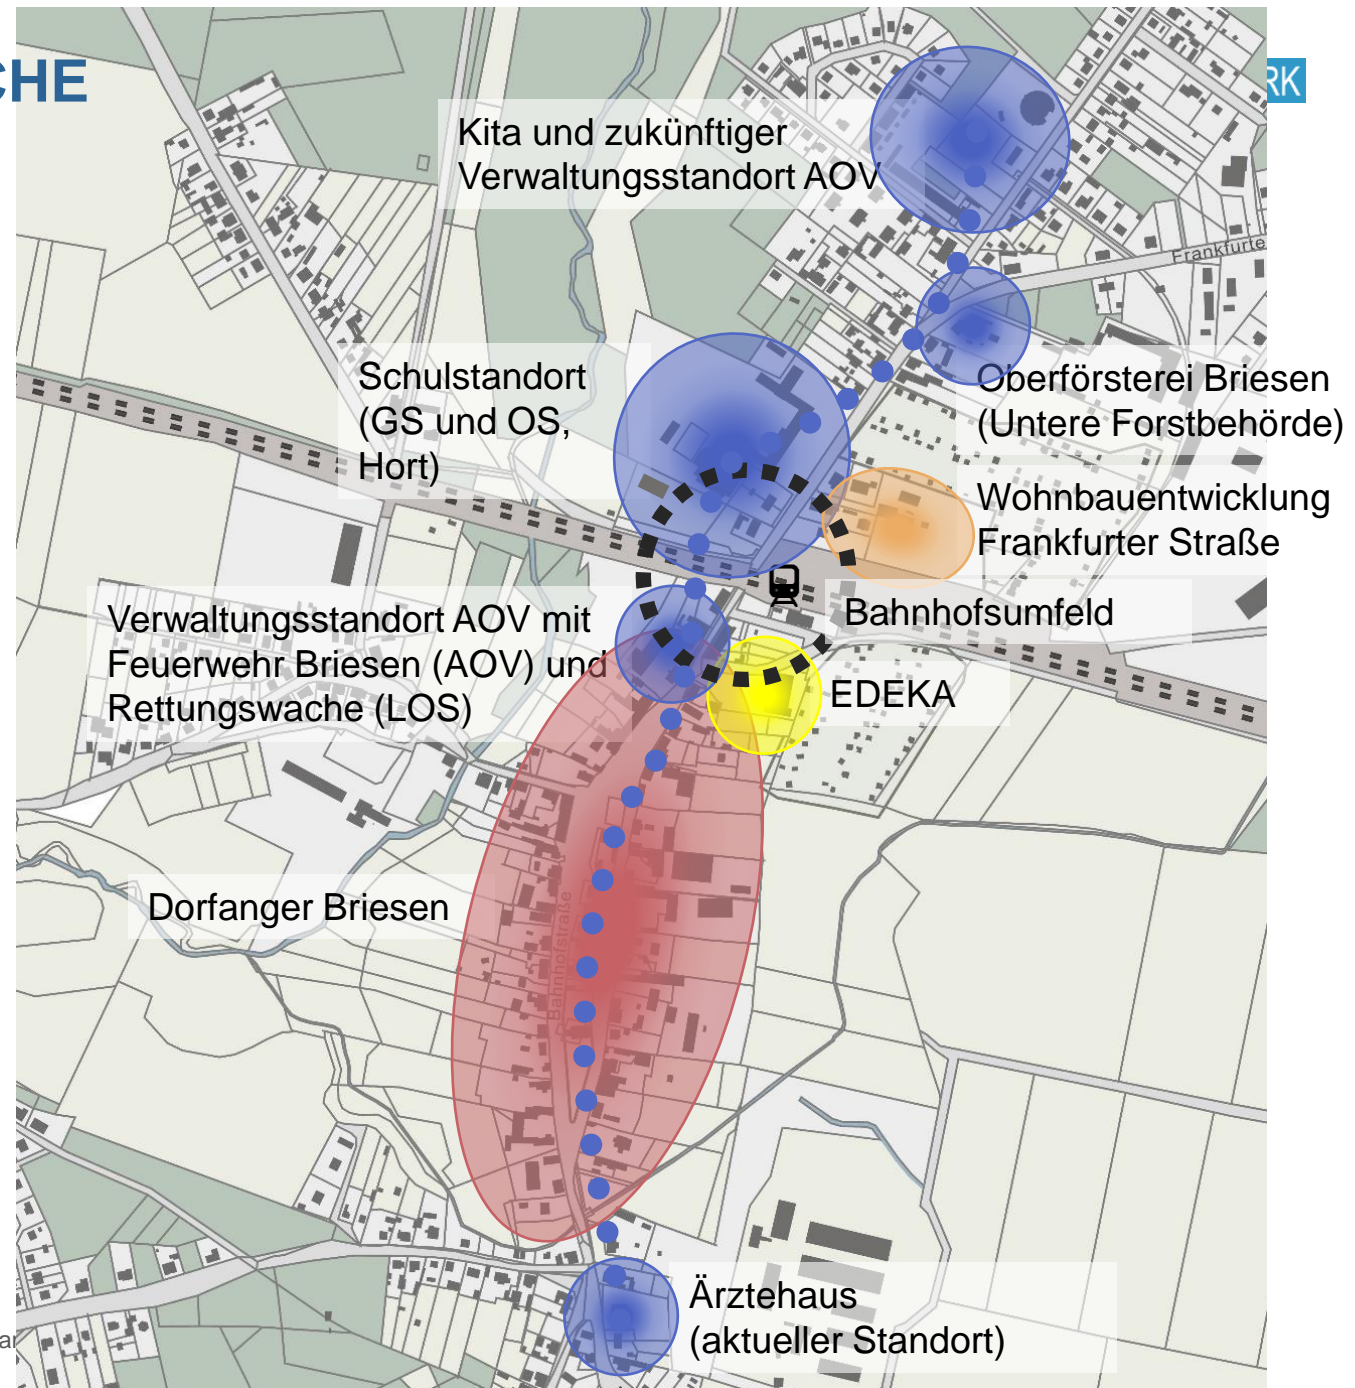 CHE
RK
Kita und zukünftiger
Verwaltungsstandort AOV
Frankfurte
Schulstandort
(GS und OS,
Hort)
Oberförsterei Briesen
(Untere Forstbehörde)
Wohnbauentwicklung
Frankfurter Straße
Verwaltungsstandort AOV mit
Feuerwehr Briesen (AOV) und
Rettungswache (LOS)
Bahnhofsumfeld
EDEKA
Dorfanger Briesen
Bahnhofstraße
Ärztehaus
(aktueller Standort)